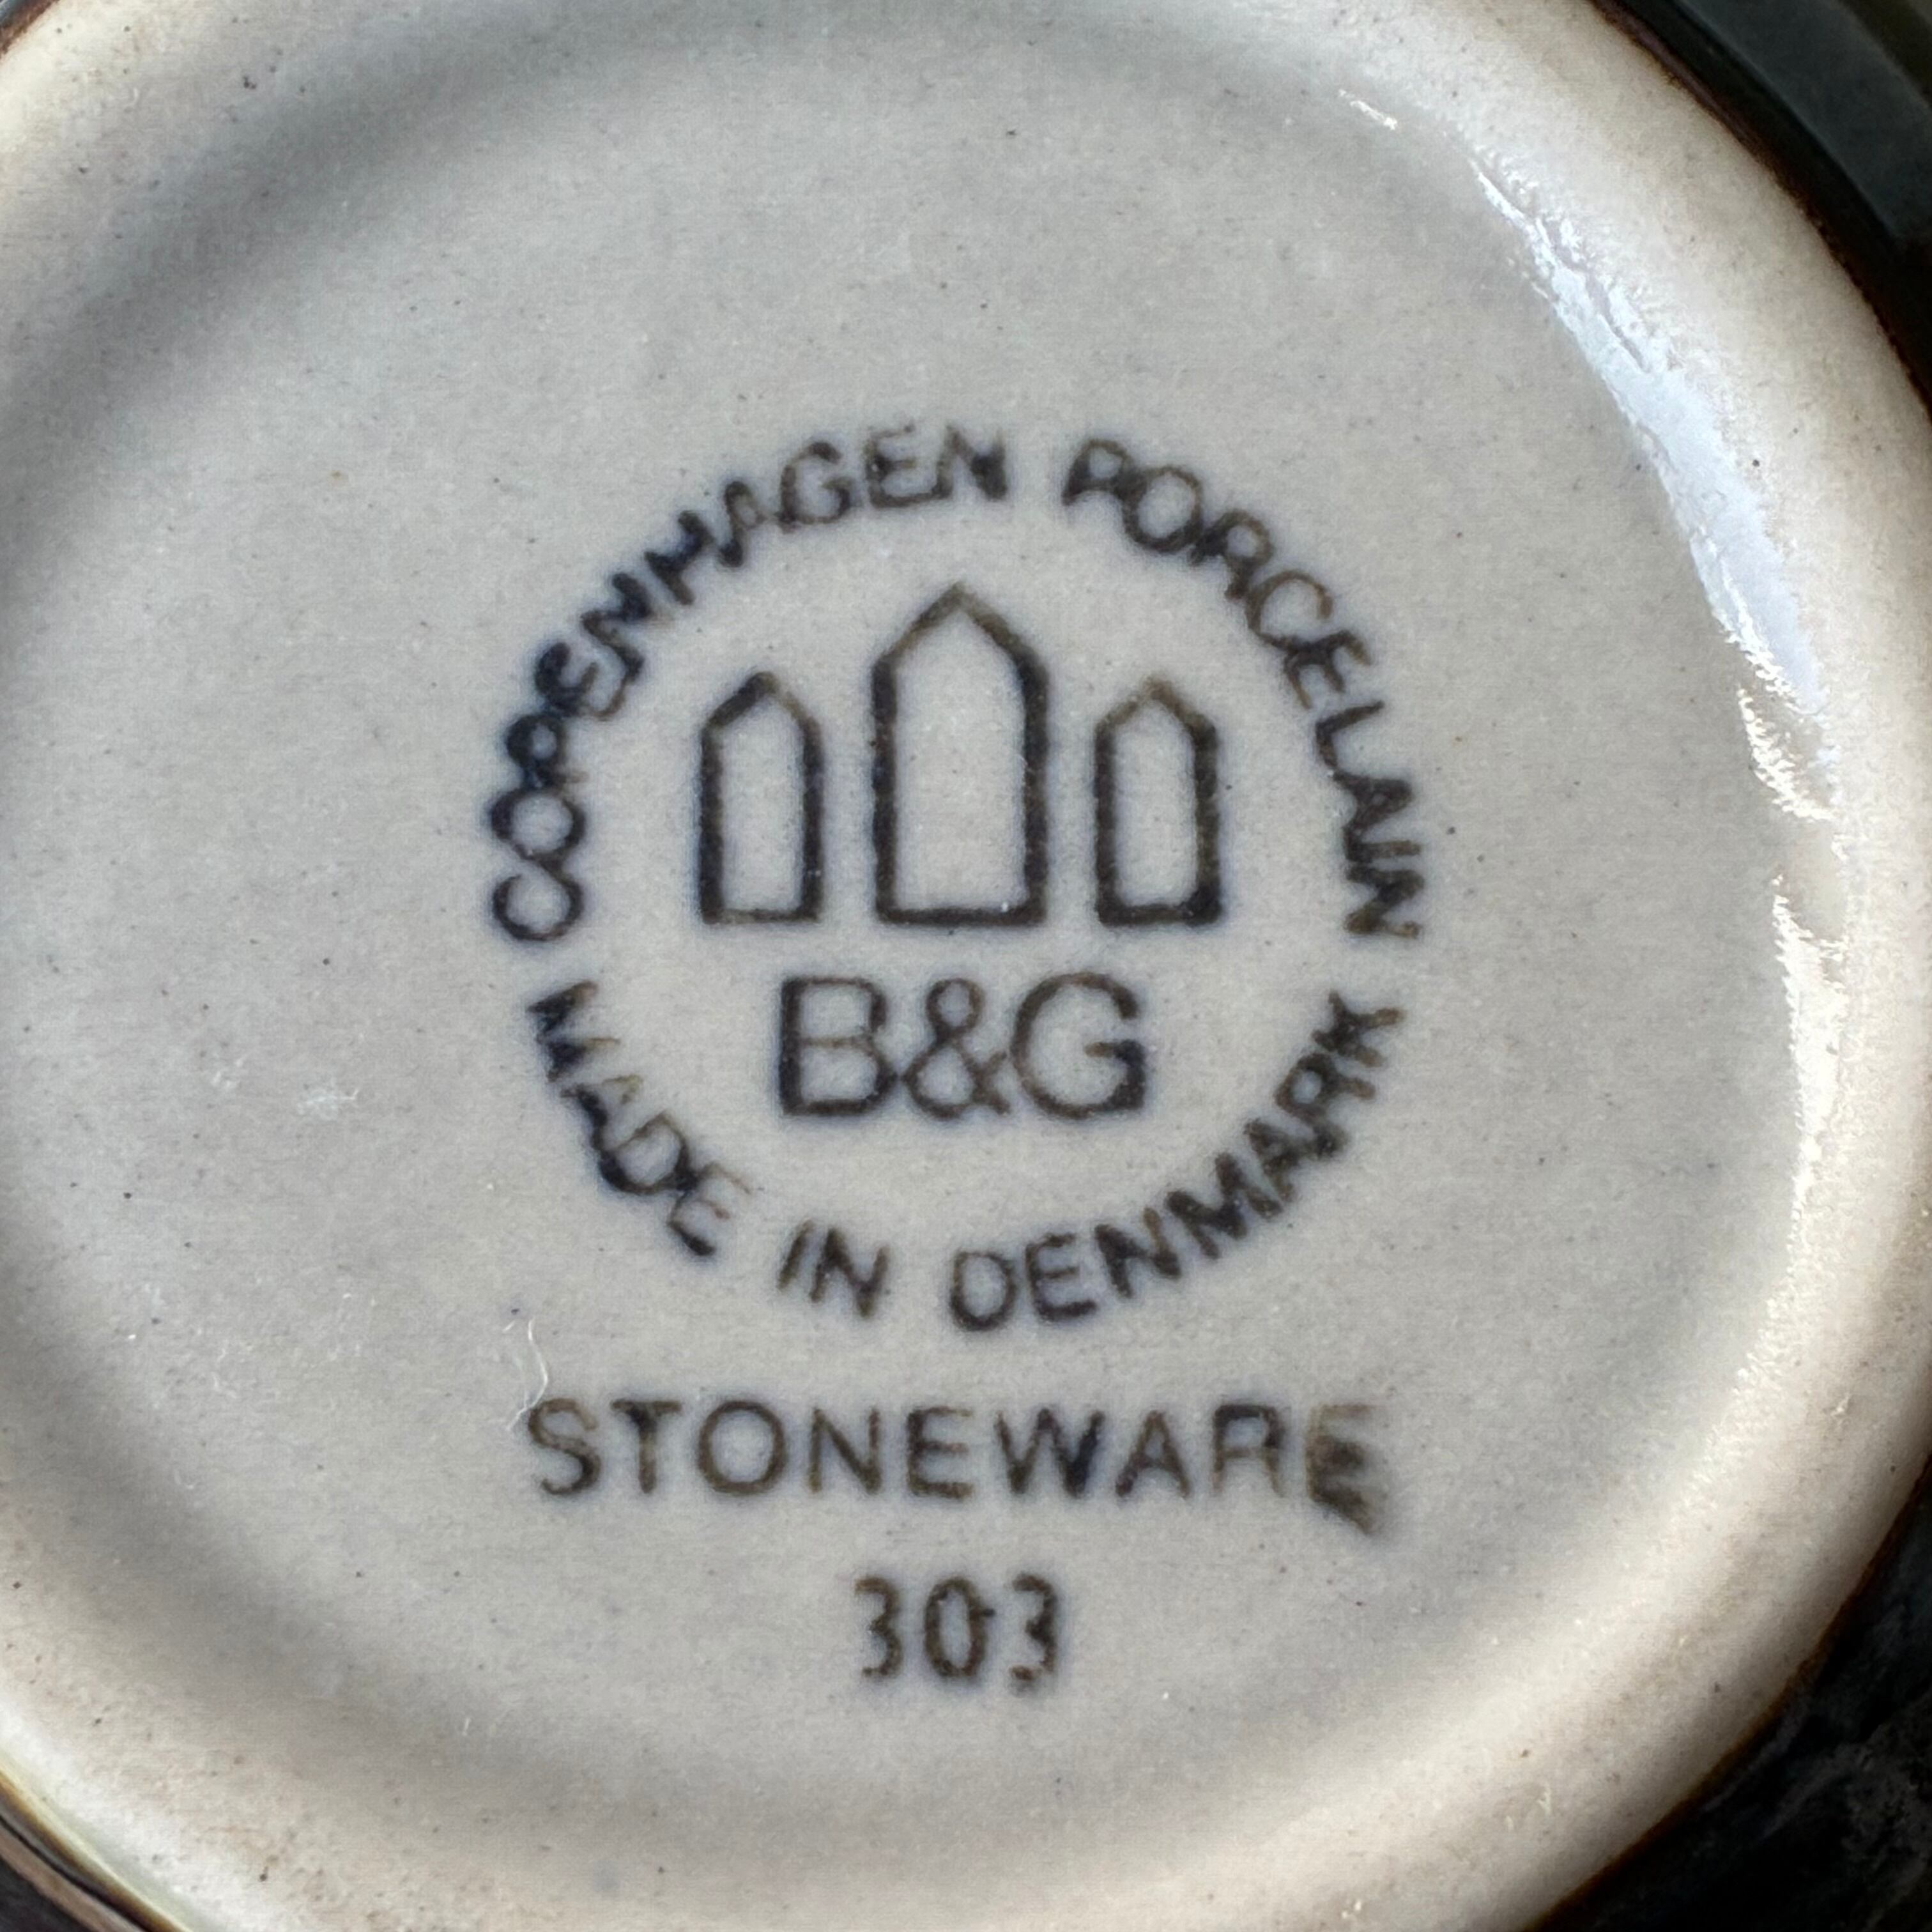 COPENHAGEN PORCELAIN
B&G
MADE IN DENMARK
STONEWARE
303